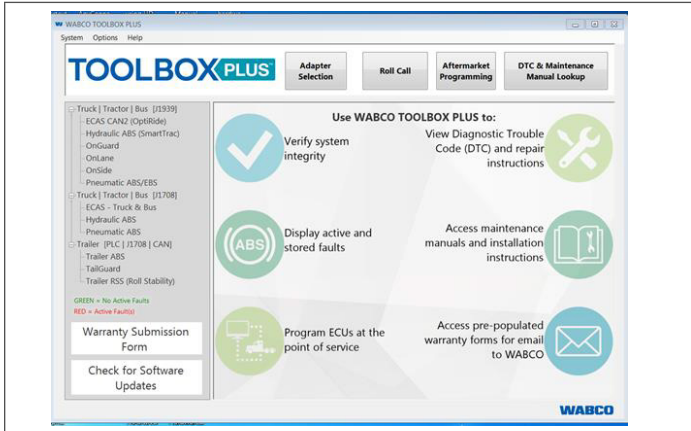 WABCO TOOLBOX PLUS
System Options Help
TOOLBOX PLUS
Adapter
Selection
Roll Call
Aftermarket
Programming
DTC & Maintenance
Manual Lookup
Truck | Tractor | Bus [J1939]
ECAS CAN2 (OptiRide)
Hydraulic ABS (SmartTrac)
OnGuard
OnLane
OnSide
Pneumatic ABS/EBS
Truck | Tractor | Bus [J1708]
ECAS - Truck & Bus
Hydraulic ABS
Pneumatic ABS
Trailer [PLC | J1708 | CAN]
Trailer ABS
TailGuard
Trailer RSS (Roll Stability)
GREEN = No Active Faults
RED = Active Fault(s)
Warranty Submission
Form
Check for Software
Updates
Use WABCO TOOLBOX PLUS to:
Verify system
integrity
View Diagnostic Trouble
Code (DTC) and repair
instructions
ABS
Display active and
stored faults
Access maintenance
manuals and installation
instructions
Program ECUs at the
point of service
Access pre-populated
warranty forms for email
to WABCO
WABCO